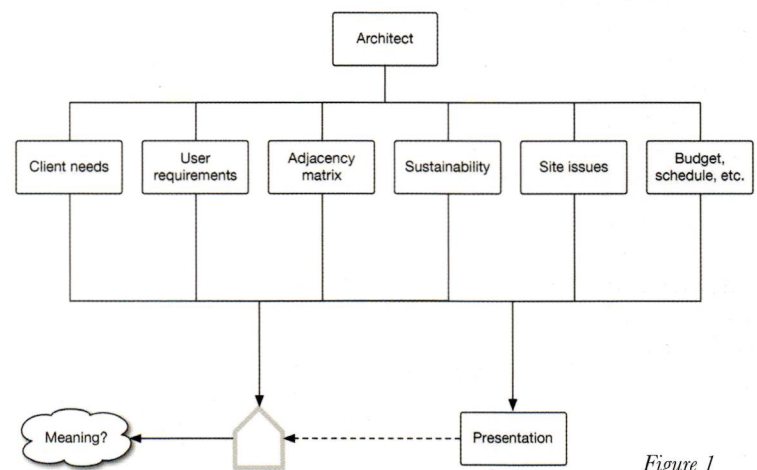 Architect
Client needs
User
requirements
Adjacency
matrix
Sustainability
Site issues
Budget,
schedule, etc.
Meaning?
Presentation
Figure 1